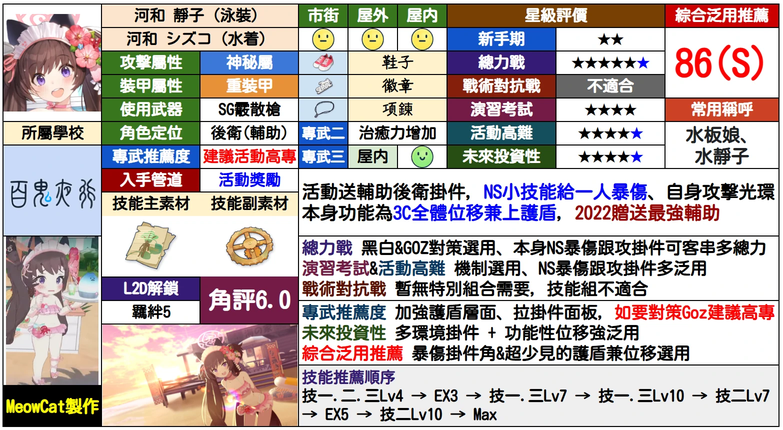 河和 靜子（泳裝）
市街
屋外
屋內
星級評價
綜合泛用推薦
河和 シズコ（水着）
新手期
★★
86(S)
攻擊屬性
神秘屬
鞋子
總力戰
★★★★★★
裝甲屬性
重裝甲
徽章
戰術對抗戰
不適合
使用武器
SG霰散槍
項鍊
演習考試
★★★★
常用稱呼
所屬學校
角色定位
後衛(輔助)
專武二
治癒力增加
活動高難
★★★★★
水板娘、
水靜子
百鬼夜行
專武推薦度
建議活動高專
專武三
屋內
未來投資性
★★★★★
入手管道
活動獎勵
活動送輔助後衛掛件，NS小技能給一人暴傷、自身攻擊光環
本身功能為3C全體位移兼上護盾，2022贈送最強輔助
技能主素材
技能副素材
總力戰 黑白&GOZ對策選用、本身NS暴傷跟攻掛件可客串多總力
演習考試&活動高難 機制選用、NS暴傷跟攻掛件多泛用
戰術對抗戰 暫無特別組合需要，技能組不適合
L2D解鎖
羈絆5
角評6.0
專武推薦度 加強護盾層面、拉掛件面板，如要對策Goz建議高專
未來投資性 多環境掛件 + 功能性位移強泛用
綜合泛用推薦 暴傷掛件角&超少見的護盾兼位移選用
技能推薦順序
技一.二.三Lv4 → EX3 → 技一.三Lv7 → 技一.三Lv10 → 技二Lv7
→ EX5 → 技二Lv10 → Max
MeowCat製作